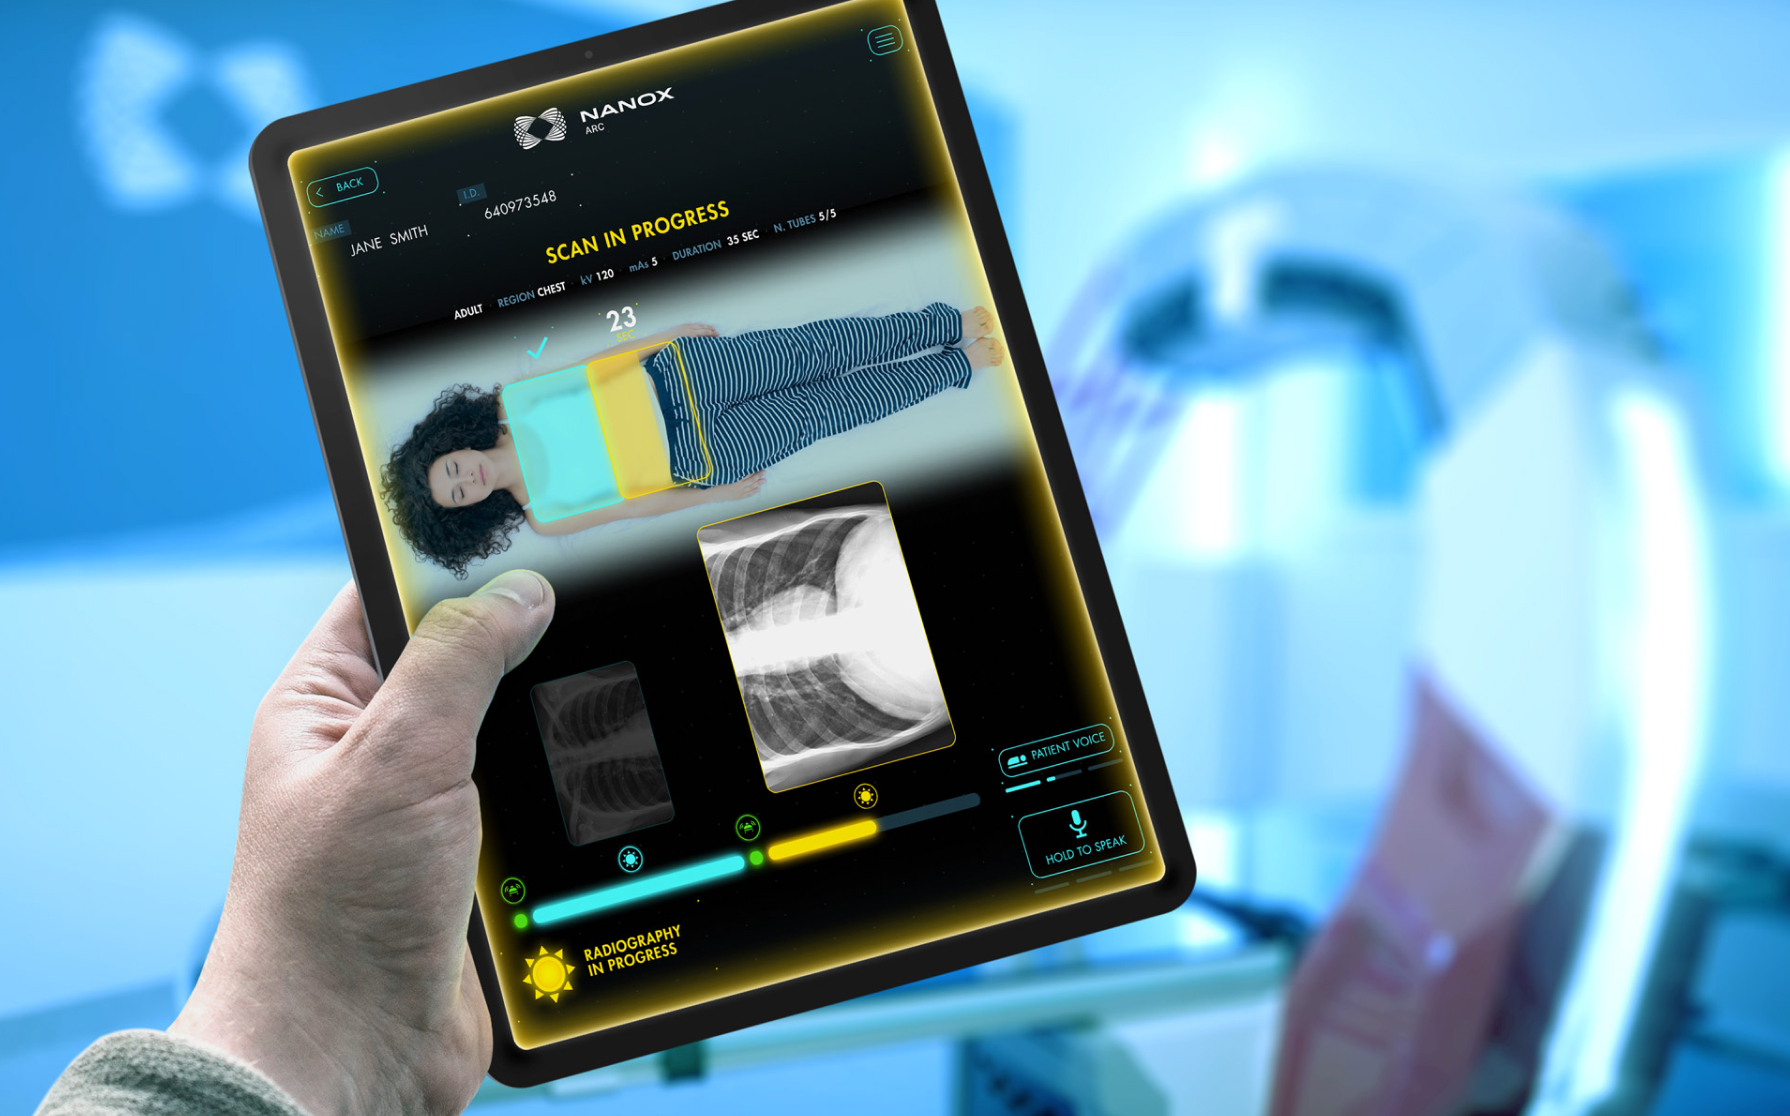 NANOX
ARC
BACK
NAME
JANE SMITH
I.D.
640973548
SCAN IN PROGRESS
ADULT · REGION CHEST · kV 120 · mAs 5 · DURATION 35 SEC · N. TUBES 5/5
23
SEC
PATIENT VOICE
HOLD TO SPEAK
RADIOGRAPHY
IN PROGRESS